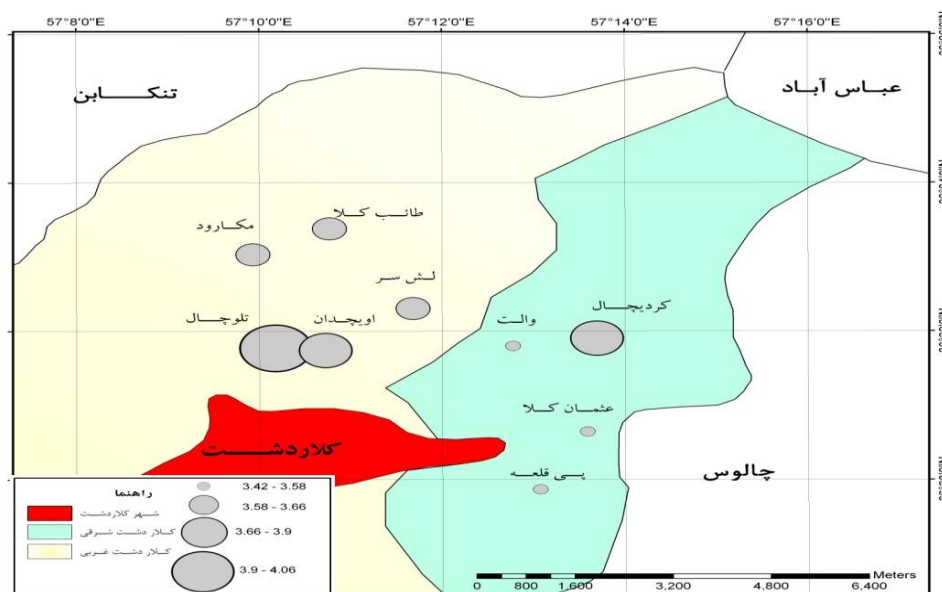 57°8'0"E 57°10'0"E 57°12'0"E 57°14'0"E 57°16'0"E
تنکابن
عباس آباد
طائب کلا
مکارود
لش سر
کردیچال
والت
اویجدان
تلوچال
عثمان کلا
کلاردشت
پی قلعه
چالوس
راهنما
شهر کلاردشت
کلاردشت شرقی
کلاردشت غربی
3.42 - 3.58
3.58 - 3.66
3.66 - 3.9
3.9 - 4.06
0 800 1,600 3,200 4,800 6,400 Meters